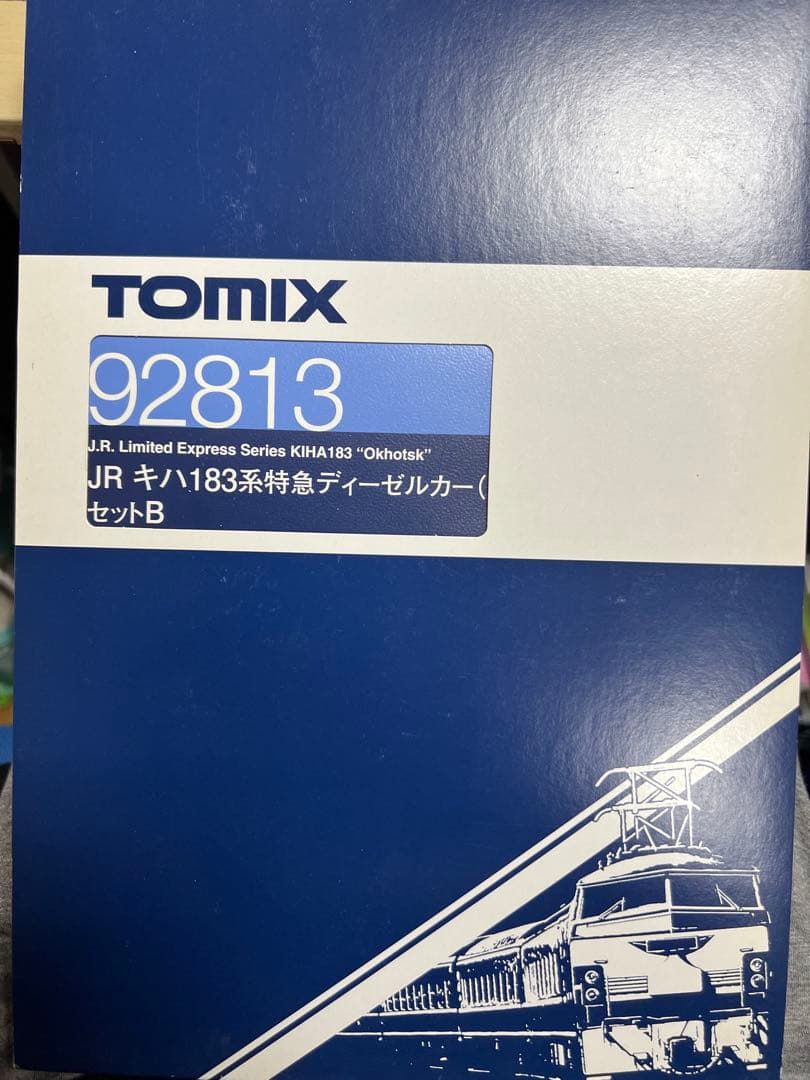 TOMIX
92813
J.R. Limited Express Series KIHA183 “Okhotsk”
JR キハ183系特急ディーゼルカー(
セットB